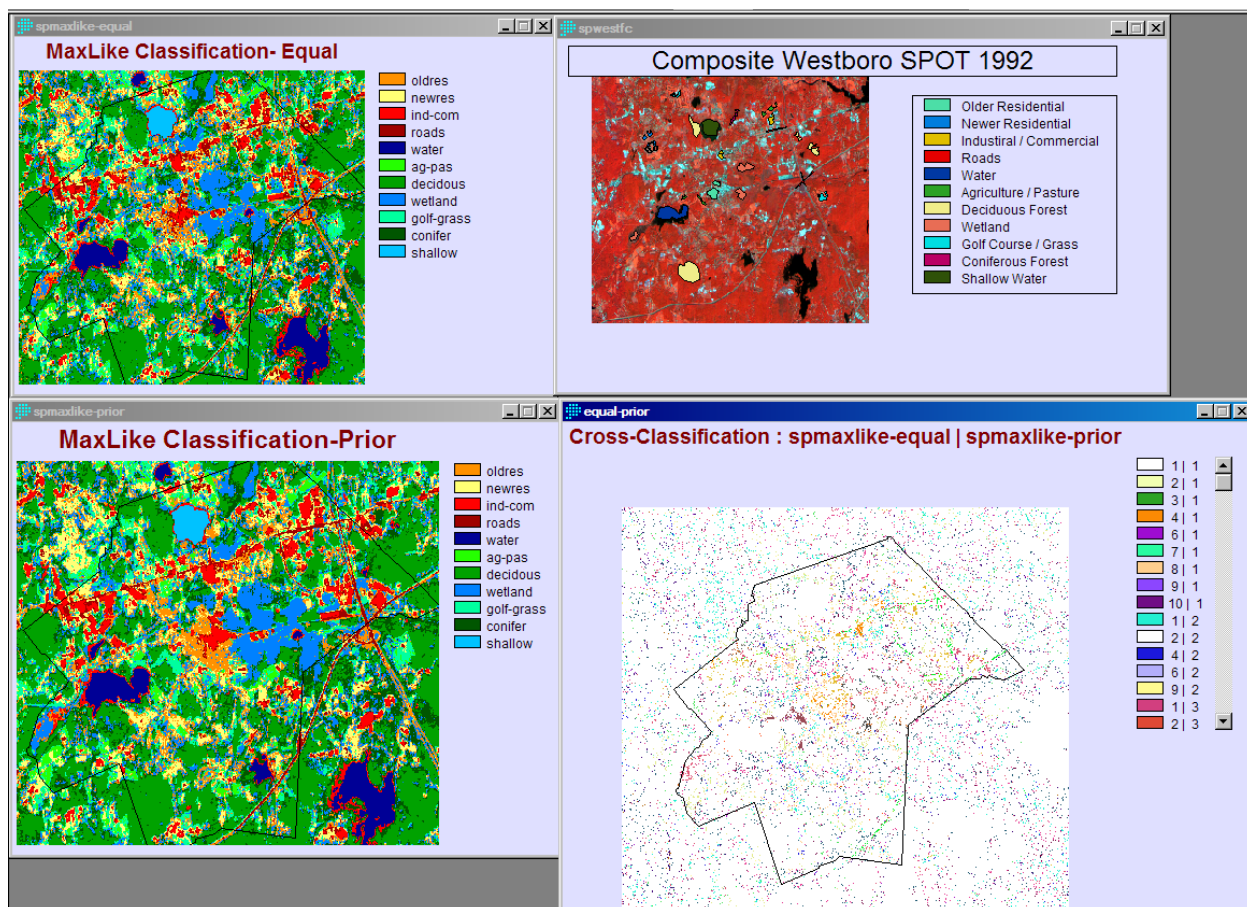 spmaxlike-equal
MaxLike Classification- Equal
oldres
newres
ind-com
roads
water
ag-pas
decidous
wetland
golf-grass
conifer
shallow
spwestfc
Composite Westboro SPOT 1992
Older Residential
Newer Residential
Industiral / Commercial
Roads
Water
Agriculture / Pasture
Deciduous Forest
Wetland
Golf Course / Grass
Coniferous Forest
Shallow Water
spmaxlike-prior
MaxLike Classification-Prior
oldres
newres
ind-com
roads
water
ag-pas
decidous
wetland
golf-grass
conifer
shallow
equal-prior
Cross-Classification : spmaxlike-equal | spmaxlike-prior
1 | 1
2 | 1
3 | 1
4 | 1
6 | 1
7 | 1
8 | 1
9 | 1
10 | 1
1 | 2
2 | 2
4 | 2
6 | 2
9 | 2
1 | 3
2 | 3